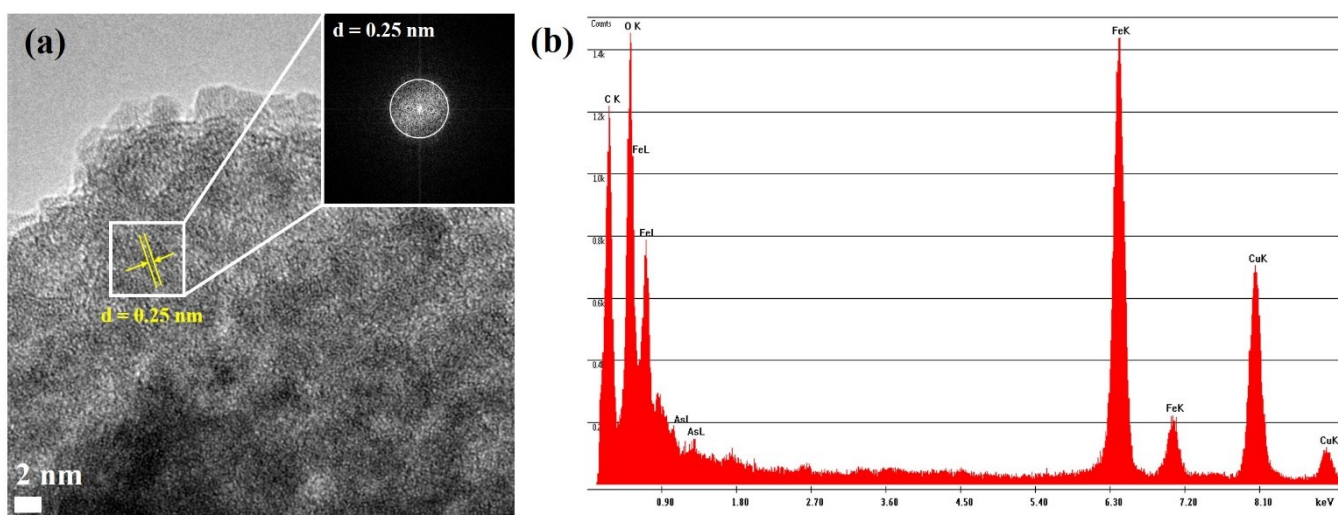 (a)
d = 0.25 nm
d = 0.25 nm
2 nm
(b)
Counts
O K
FeK
1.4k
C K
1.2k
FeL
1.0k
FeL
0.8k
CuK
0.6k
0.4k
AsL
AsL
FeK
0.2k
CuK
0.90 1.80 2.70 3.60 4.50 5.40 6.30 7.20 8.10 keV